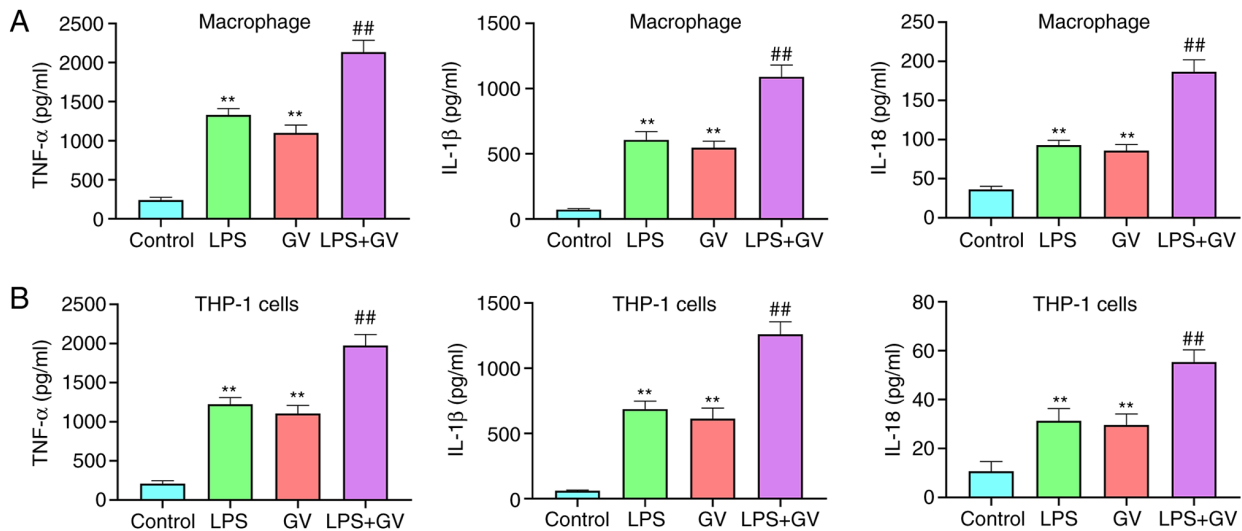 A
Macrophage
TNF-α (pg/ml)
2500
2000
1500
1000
500
0
**
**
##
Control LPS GV LPS+GV
Macrophage
IL-1β (pg/ml)
1500
1000
500
0
**
**
##
Control LPS GV LPS+GV
Macrophage
IL-18 (pg/ml)
250
200
150
100
50
0
**
**
##
Control LPS GV LPS+GV
B
THP-1 cells
TNF-α (pg/ml)
2500
2000
1500
1000
500
0
**
**
##
Control LPS GV LPS+GV
THP-1 cells
IL-1β (pg/ml)
1500
1000
500
0
**
**
##
Control LPS GV LPS+GV
THP-1 cells
IL-18 (pg/ml)
80
60
40
20
0
**
**
##
Control LPS GV LPS+GV